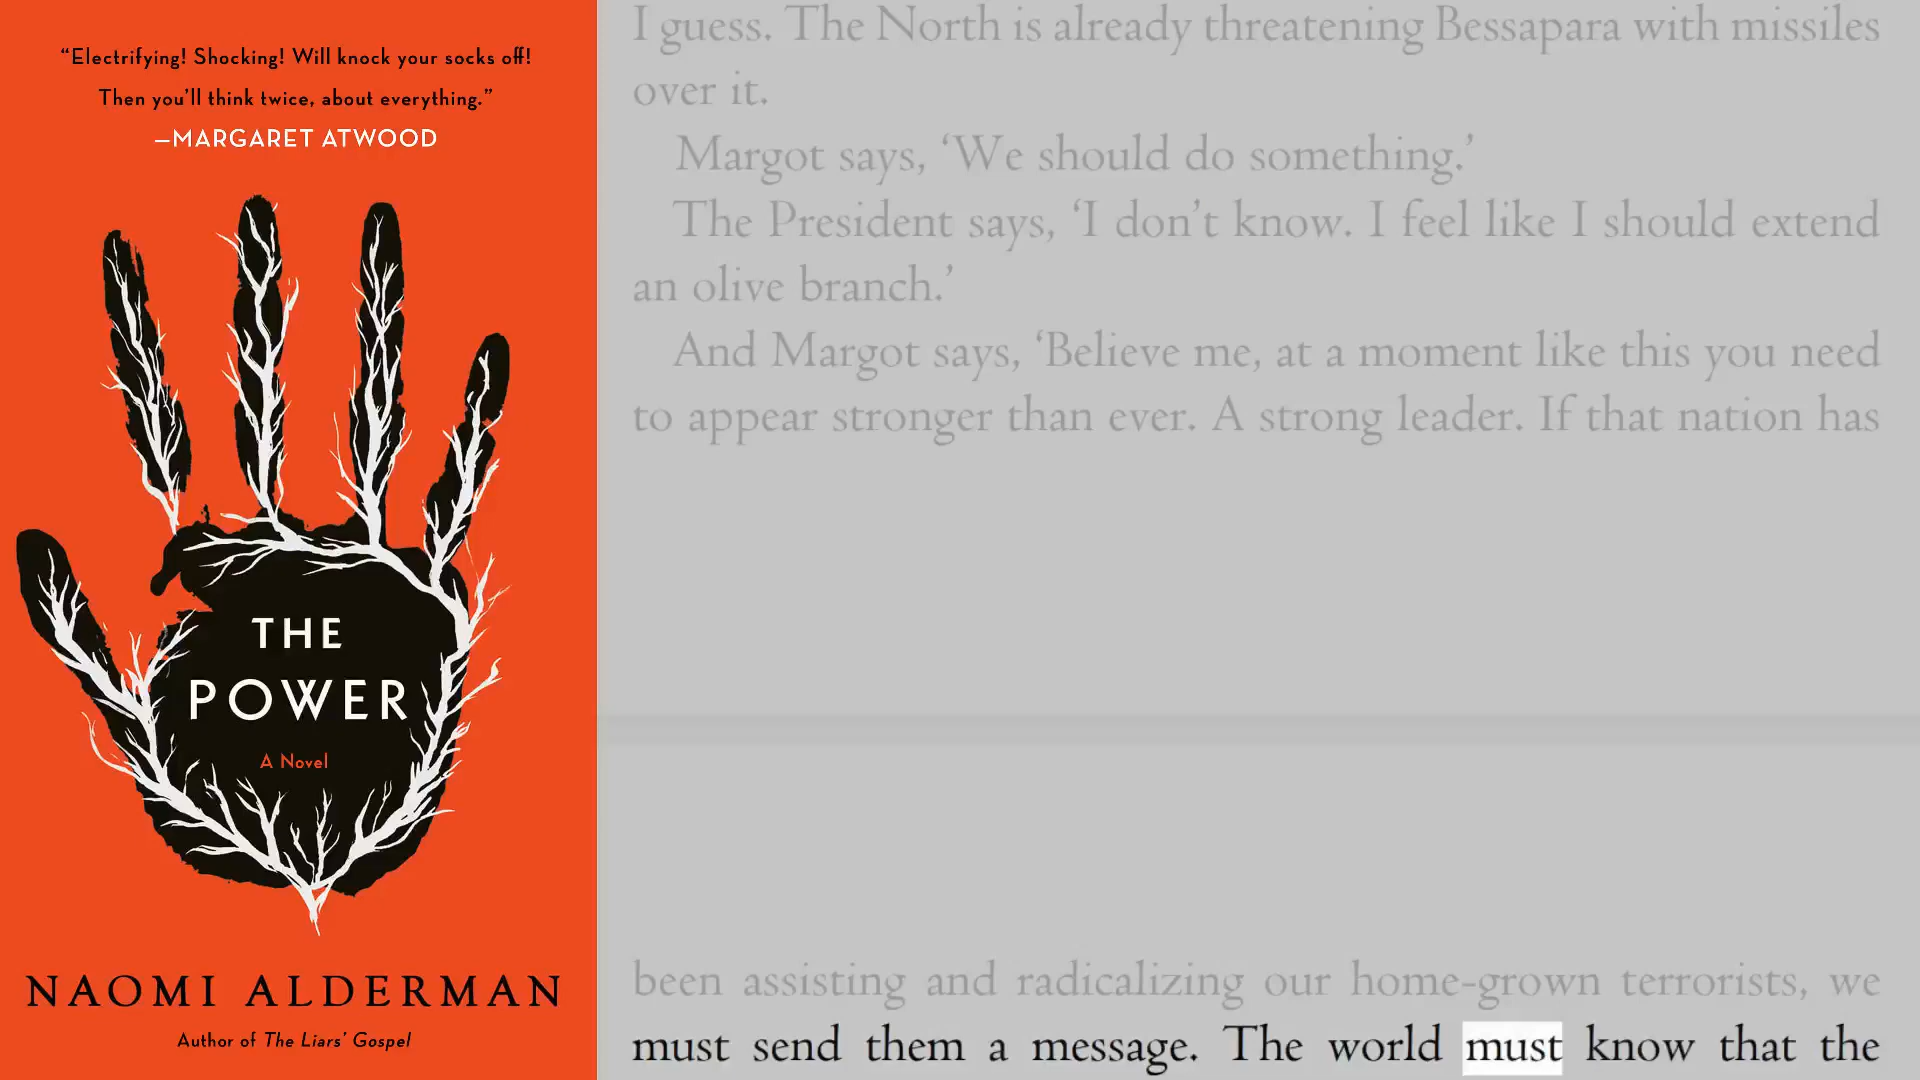 “Electrifying! Shocking! Will knock your socks off!
Then you’ll think twice, about everything.”
—MARGARET ATWOOD
THE
POWER
A Novel
NAOMI ALDERMAN
Author of The Liars’ Gospel
I guess. The North is already threatening Bessapara with missiles
over it.
Margot says, ‘We should do something.’
The President says, ‘I don’t know. I feel like I should extend
an olive branch.’
And Margot says, ‘Believe me, at a moment like this you need
to appear stronger than ever. A strong leader. If that nation has
been assisting and radicalizing our home-grown terrorists, we
must send them a message. The world must know that the